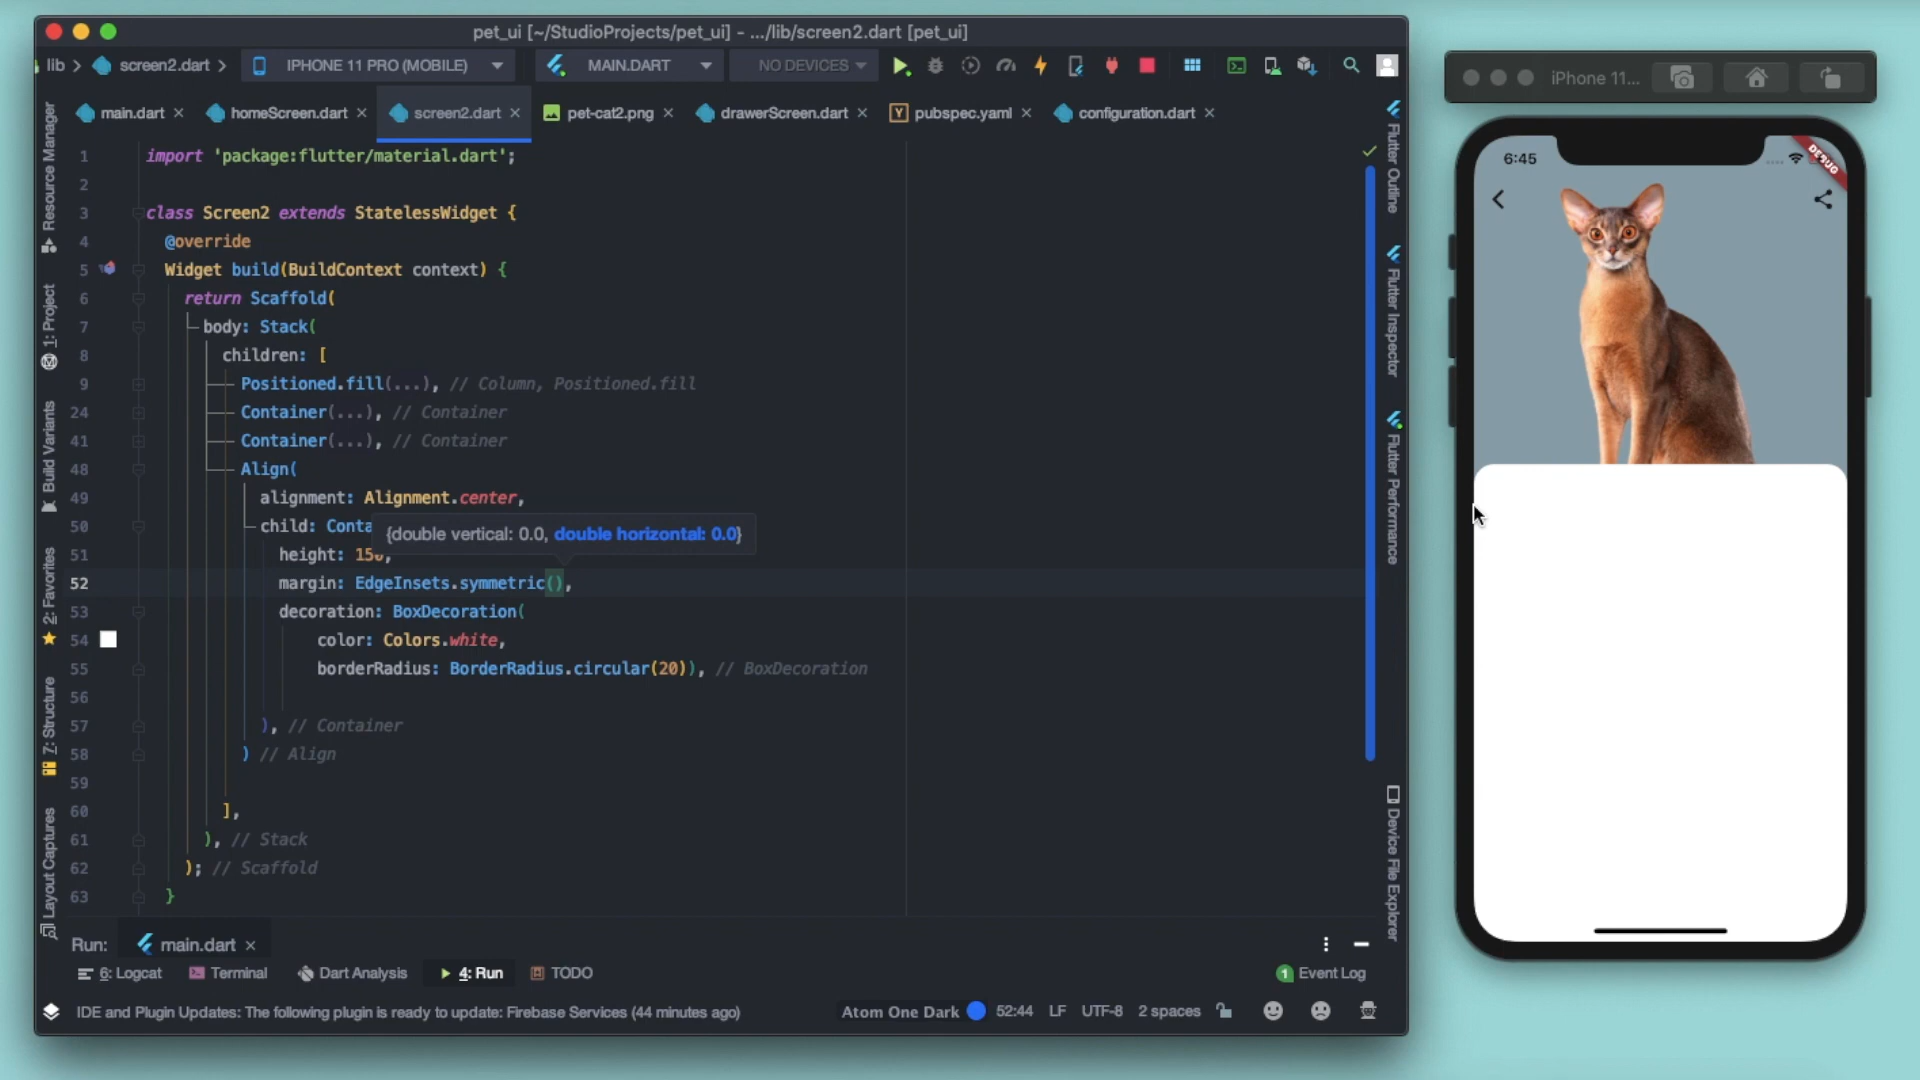 pet_ui [~/StudioProjects/pet_ui] - .../lib/screen2.dart [pet_ui]
lib
screen2.dart
IPHONE 11 PRO (MOBILE)
MAIN.DART
NO DEVICES
main.dart
homeScreen.dart
screen2.dart
pet-cat2.png
drawerScreen.dart
pubspec.yaml
configuration.dart
Resource Manager
1: Project
Build Variants
2: Favorites
7: Structure
Layout Captures
1 import 'package:flutter/material.dart';
2
3 class Screen2 extends StatelessWidget {
4 @override
5 Widget build(BuildContext context) {
6 return Scaffold(
7 body: Stack(
8 children: [
9 Positioned.fill(...), // Column, Positioned.fill
24 Container(...), // Container
41 Container(...), // Container
48 Align(
49 alignment: Alignment.center,
50 child: Conta
{double vertical: 0.0, double horizontal: 0.0}
51 height: 150,
52 margin: EdgeInsets.symmetric(),
53 decoration: BoxDecoration(
54 color: Colors.white,
55 borderRadius: BorderRadius.circular(20)), // BoxDecoration
56
57 ), // Container
58 ) // Align
59
60 ],
61 ), // Stack
62 ); // Scaffold
63 }
Flutter Outline
Flutter Inspector
Flutter Performance
Device File Explorer
Run:
main.dart
6: Logcat
Terminal
Dart Analysis
4: Run
TODO
1 Event Log
IDE and Plugin Updates: The following plugin is ready to update: Firebase Services (44 minutes ago)
Atom One Dark
52:44
LF
UTF-8
2 spaces
iPhone 11...
6:45
DEBUG